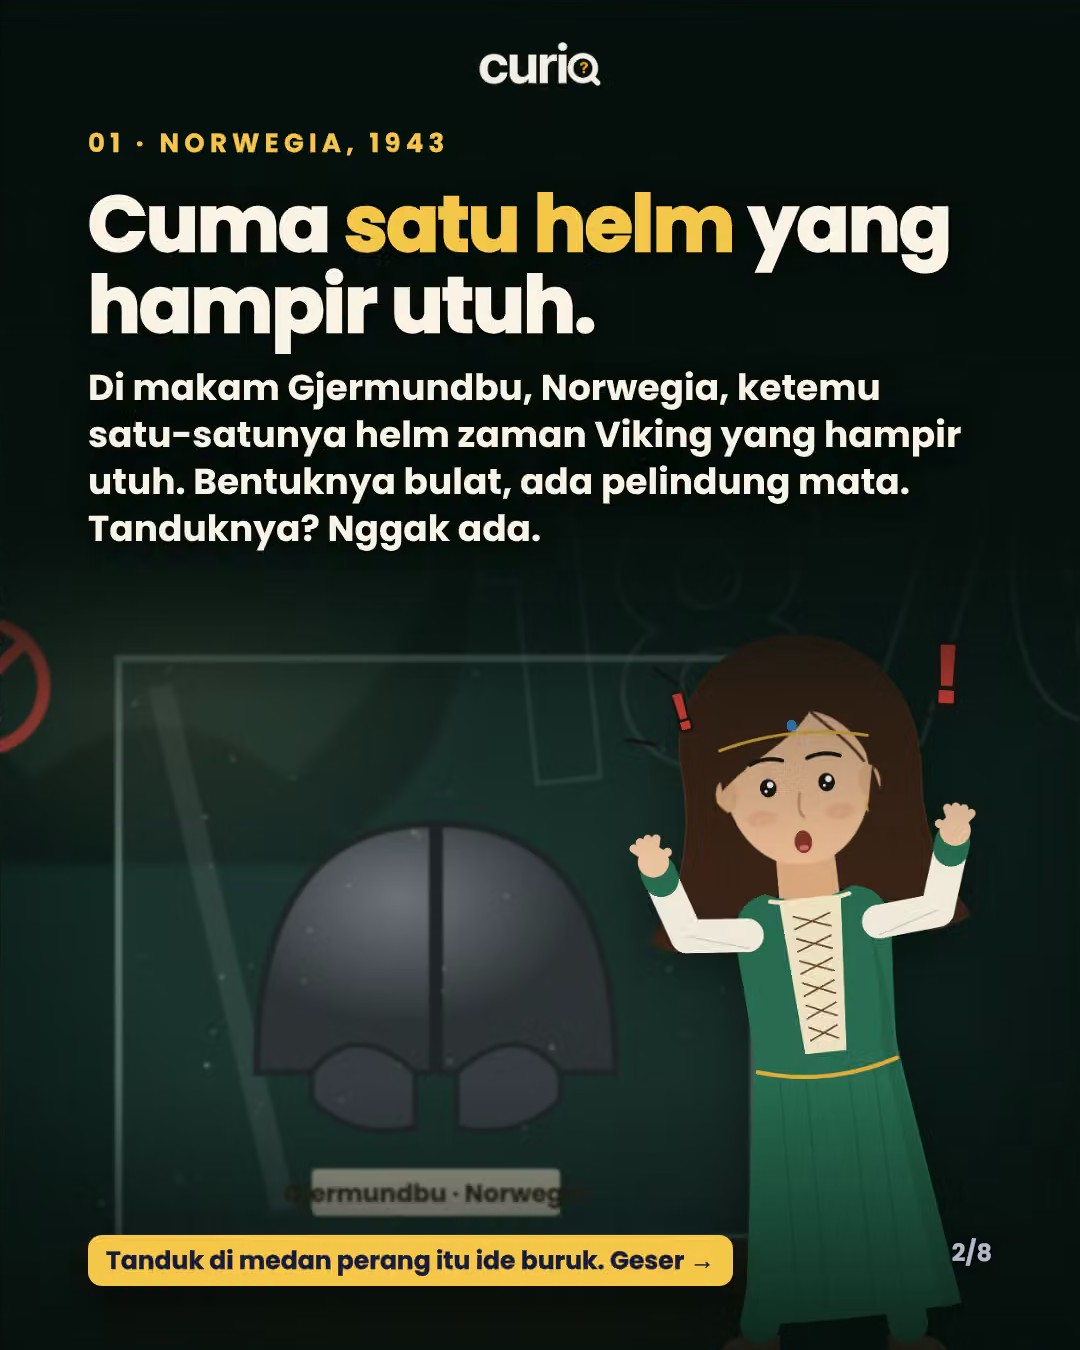 curiQ
01 · NORWEGIA, 1943
Cuma satu helm yang
hampir utuh.
Di makam Gjermundbu, Norwegia, ketemu
satu-satunya helm zaman Viking yang hampir
utuh. Bentuknya bulat, ada pelindung mata.
Tanduknya? Nggak ada.
! !
Gjermundbu · Norwegia
Tanduk di medan perang itu ide buruk. Geser →
2/8